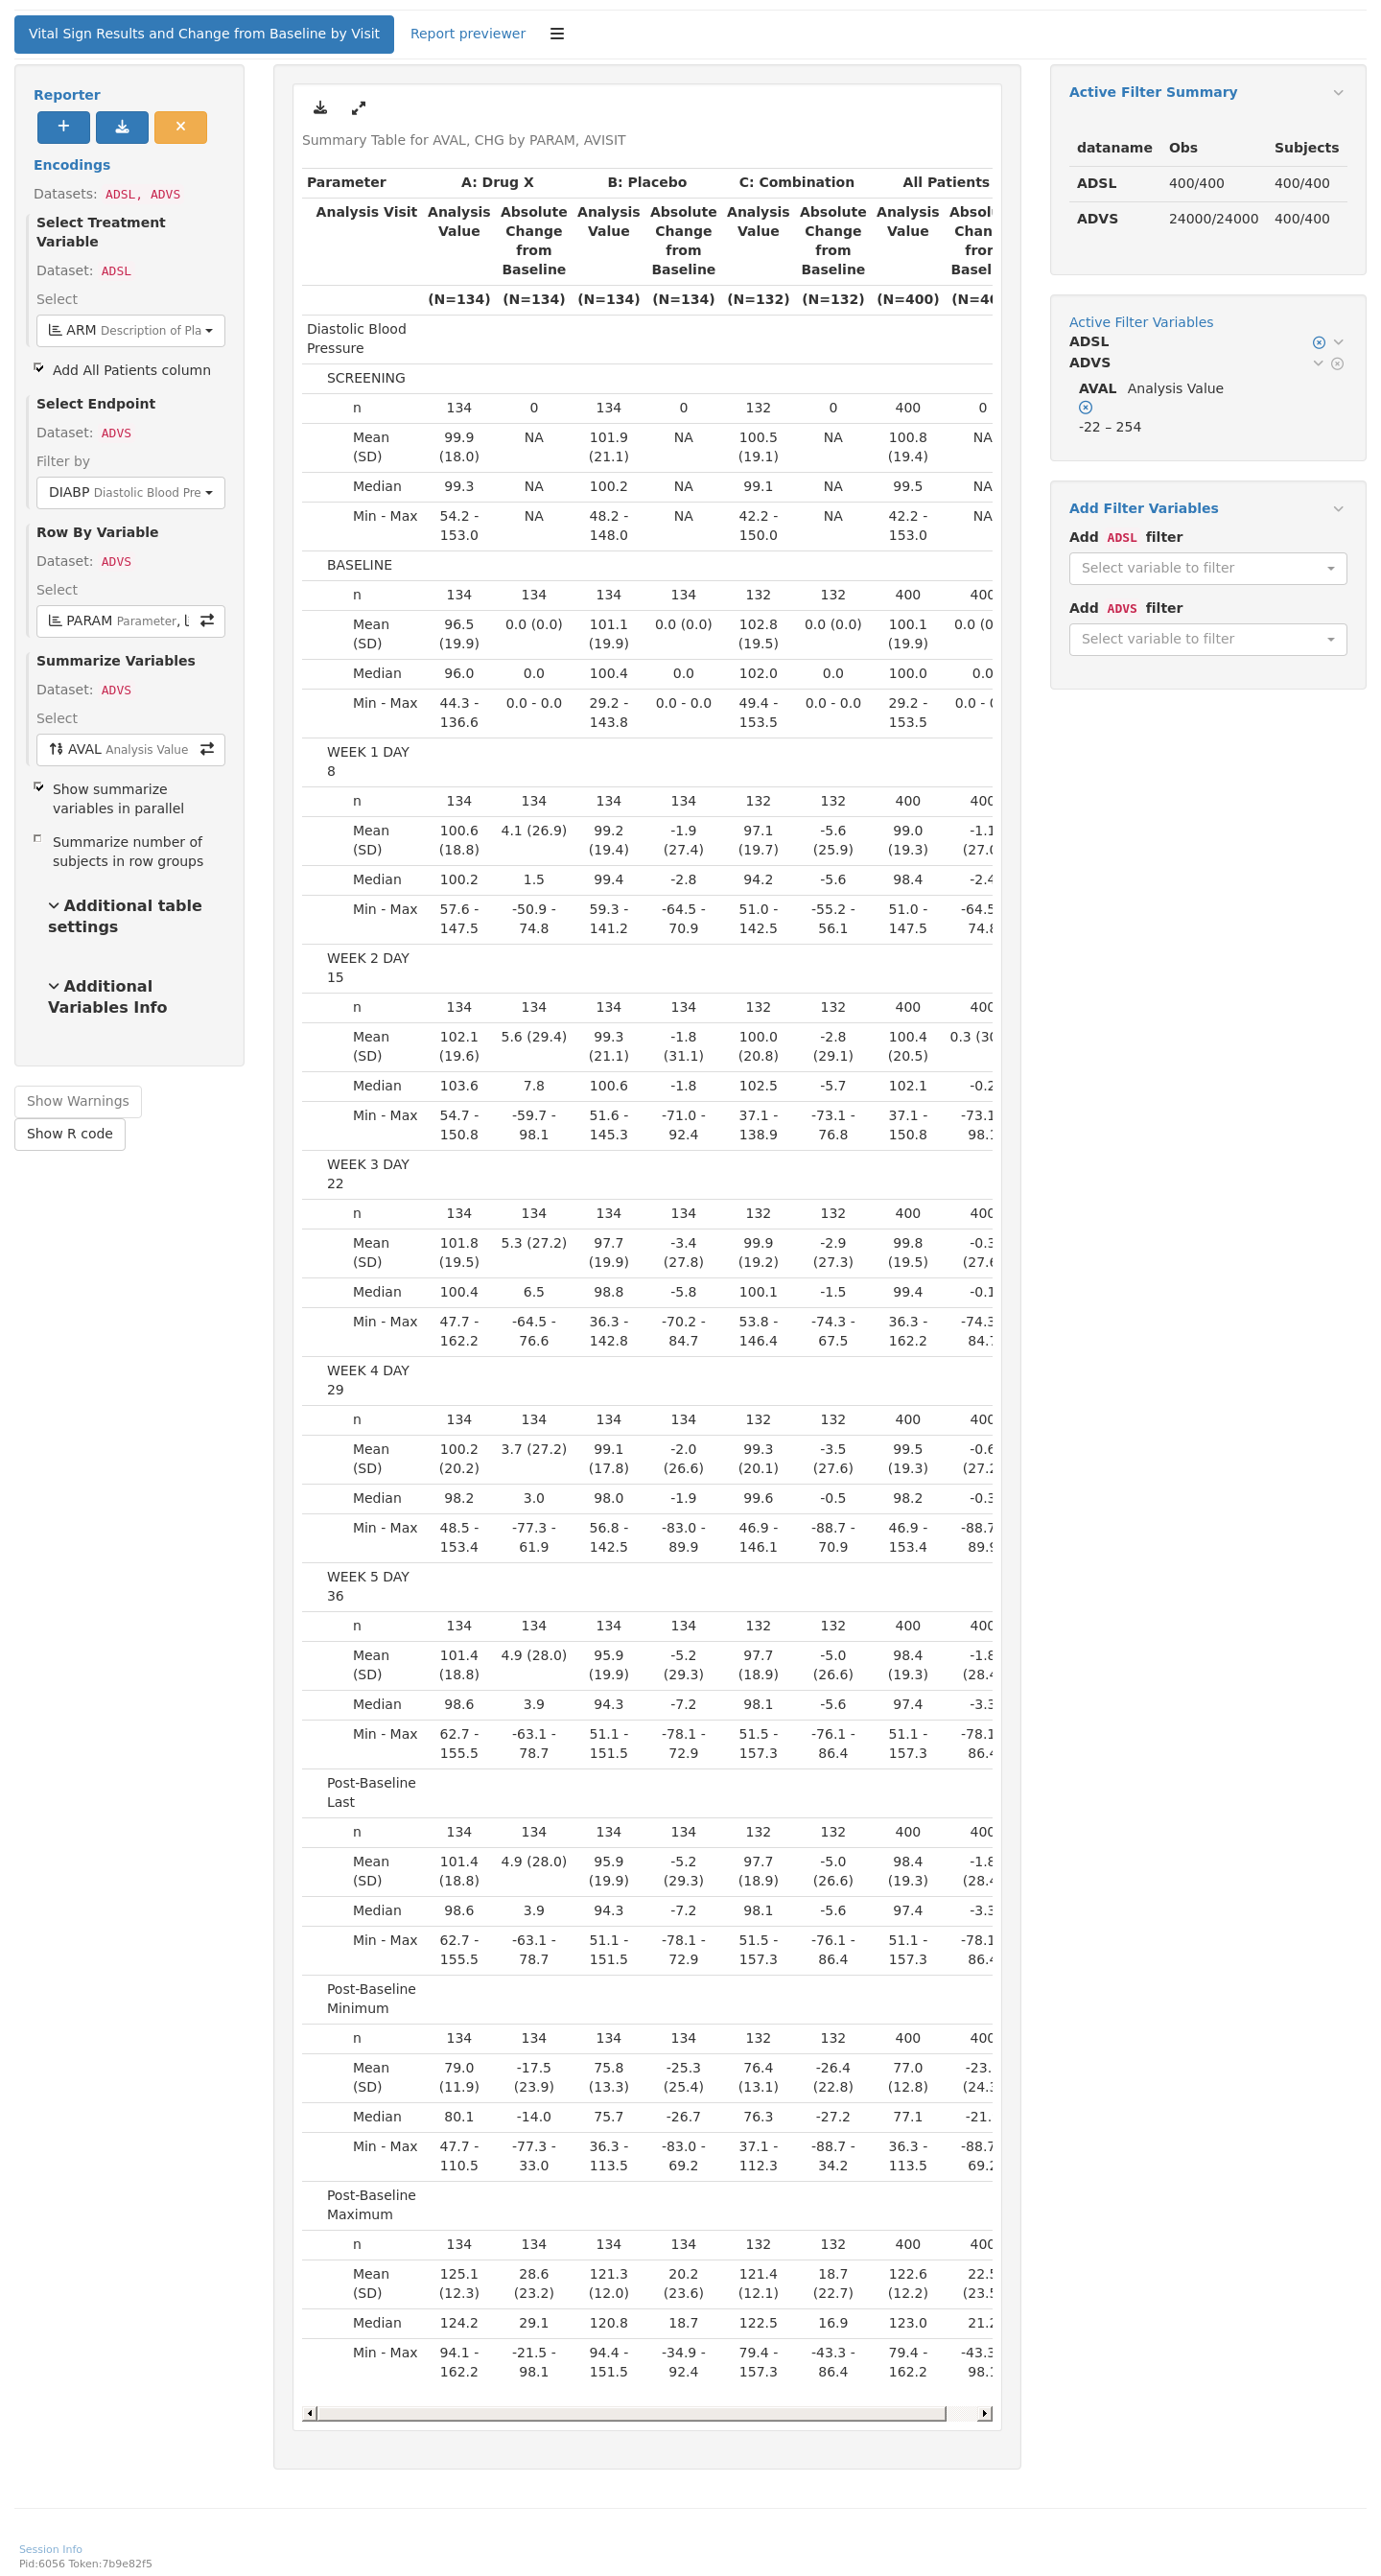 Vital Sign Results and Change from Baseline by Visit Report previewer
Reporter
Encodings
Datasets: ADSL, ADVS
Select Treatment
Variable
Dataset: ADSL
Select
ARM Description of Pla
Add All Patients column
Select Endpoint
Dataset: ADVS
Filter by
DIABP Diastolic Blood Pre
Row By Variable
Dataset: ADVS
Select
PARAM Parameter,
Summarize Variables
Dataset: ADVS
Select
AVAL Analysis Value
Show summarize
variables in parallel
Summarize number of
subjects in row groups
Additional table
settings
Additional
Variables Info
Show Warnings
Show R code
Summary Table for AVAL, CHG by PARAM, AVISIT
Parameter A: Drug X B: Placebo C: Combination All Patients
Analysis Visit Analysis Absolute Analysis Absolute Analysis Absolute Analysis Absol
Value Change Value Change Value Change Value Chan
from from from fro
Baseline Baseline Baseline Basel
(N=134) (N=134) (N=134) (N=134) (N=132) (N=132) (N=400) (N=40
Diastolic Blood
Pressure
SCREENING
n 134 0 134 0 132 0 400 0
Mean 99.9 NA 101.9 NA 100.5 NA 100.8 NA
(SD) (18.0) (21.1) (19.1) (19.4)
Median 99.3 NA 100.2 NA 99.1 NA 99.5 NA
Min - Max 54.2 - NA 48.2 - NA 42.2 - NA 42.2 - NA
153.0 148.0 150.0 153.0
BASELINE
n 134 134 134 134 132 132 400 400
Mean 96.5 0.0 (0.0) 101.1 0.0 (0.0) 102.8 0.0 (0.0) 100.1 0.0 (0
(SD) (19.9) (19.9) (19.5) (19.9)
Median 96.0 0.0 100.4 0.0 102.0 0.0 100.0 0.0
Min - Max 44.3 - 0.0 - 0.0 29.2 - 0.0 - 0.0 49.4 - 0.0 - 0.0 29.2 - 0.0 - 0
136.6 143.8 153.5 153.5
WEEK 1 DAY
8
n 134 134 134 134 132 132 400 400
Mean 100.6 4.1 (26.9) 99.2 -1.9 97.1 -5.6 99.0 -1.1
(SD) (18.8) (19.4) (27.4) (19.7) (25.9) (19.3) (27.0
Median 100.2 1.5 99.4 -2.8 94.2 -5.6 98.4 -2.4
Min - Max 57.6 - -50.9 - 59.3 - -64.5 - 51.0 - -55.2 - 51.0 - -64.5
147.5 74.8 141.2 70.9 142.5 56.1 147.5 74.8
WEEK 2 DAY
15
n 134 134 134 134 132 132 400 400
Mean 102.1 5.6 (29.4) 99.3 -1.8 100.0 -2.8 100.4 0.3 (30
(SD) (19.6) (21.1) (31.1) (20.8) (29.1) (20.5)
Median 103.6 7.8 100.6 -1.8 102.5 -5.7 102.1 -0.2
Min - Max 54.7 - -59.7 - 51.6 - -71.0 - 37.1 - -73.1 - 37.1 - -73.1
150.8 98.1 145.3 92.4 138.9 76.8 150.8 98.1
WEEK 3 DAY
22
n 134 134 134 134 132 132 400 400
Mean 101.8 5.3 (27.2) 97.7 -3.4 99.9 -2.9 99.8 -0.3
(SD) (19.5) (19.9) (27.8) (19.2) (27.3) (19.5) (27.6
Median 100.4 6.5 98.8 -5.8 100.1 -1.5 99.4 -0.1
Min - Max 47.7 - -64.5 - 36.3 - -70.2 - 53.8 - -74.3 - 36.3 - -74.3
162.2 76.6 142.8 84.7 146.4 67.5 162.2 84.7
WEEK 4 DAY
29
n 134 134 134 134 132 132 400 400
Mean 100.2 3.7 (27.2) 99.1 -2.0 99.3 -3.5 99.5 -0.6
(SD) (20.2) (17.8) (26.6) (20.1) (27.6) (19.3) (27.2
Median 98.2 3.0 98.0 -1.9 99.6 -0.5 98.2 -0.3
Min - Max 48.5 - -77.3 - 56.8 - -83.0 - 46.9 - -88.7 - 46.9 - -88.7
153.4 61.9 142.5 89.9 146.1 70.9 153.4 89.9
WEEK 5 DAY
36
n 134 134 134 134 132 132 400 400
Mean 101.4 4.9 (28.0) 95.9 -5.2 97.7 -5.0 98.4 -1.8
(SD) (18.8) (19.9) (29.3) (18.9) (26.6) (19.3) (28.4
Median 98.6 3.9 94.3 -7.2 98.1 -5.6 97.4 -3.3
Min - Max 62.7 - -63.1 - 51.1 - -78.1 - 51.5 - -76.1 - 51.1 - -78.1
155.5 78.7 151.5 72.9 157.3 86.4 157.3 86.4
Post-Baseline
Last
n 134 134 134 134 132 132 400 400
Mean 101.4 4.9 (28.0) 95.9 -5.2 97.7 -5.0 98.4 -1.8
(SD) (18.8) (19.9) (29.3) (18.9) (26.6) (19.3) (28.4
Median 98.6 3.9 94.3 -7.2 98.1 -5.6 97.4 -3.3
Min - Max 62.7 - -63.1 - 51.1 - -78.1 - 51.5 - -76.1 - 51.1 - -78.1
155.5 78.7 151.5 72.9 157.3 86.4 157.3 86.4
Post-Baseline
Minimum
n 134 134 134 134 132 132 400 400
Mean 79.0 -17.5 75.8 -25.3 76.4 -26.4 77.0 -23.
(SD) (11.9) (23.9) (13.3) (25.4) (13.1) (22.8) (12.8) (24.3
Median 80.1 -14.0 75.7 -26.7 76.3 -27.2 77.1 -21.
Min - Max 47.7 - -77.3 - 36.3 - -83.0 - 37.1 - -88.7 - 36.3 - -88.7
110.5 33.0 113.5 69.2 112.3 34.2 113.5 69.2
Post-Baseline
Maximum
n 134 134 134 134 132 132 400 400
Mean 125.1 28.6 121.3 20.2 121.4 18.7 122.6 22.5
(SD) (12.3) (23.2) (12.0) (23.6) (12.1) (22.7) (12.2) (23.5
Median 124.2 29.1 120.8 18.7 122.5 16.9 123.0 21.2
Min - Max 94.1 - -21.5 - 94.4 - -34.9 - 79.4 - -43.3 - 79.4 - -43.3
162.2 98.1 151.5 92.4 157.3 86.4 162.2 98.1
Active Filter Summary
dataname Obs Subjects
ADSL 400/400 400/400
ADVS 24000/24000 400/400
Active Filter Variables
ADSL
ADVS
AVAL Analysis Value
-22 – 254
Add Filter Variables
Add ADSL filter
Select variable to filter
Add ADVS filter
Select variable to filter
Session Info
Pid:6056 Token:7b9e82f5